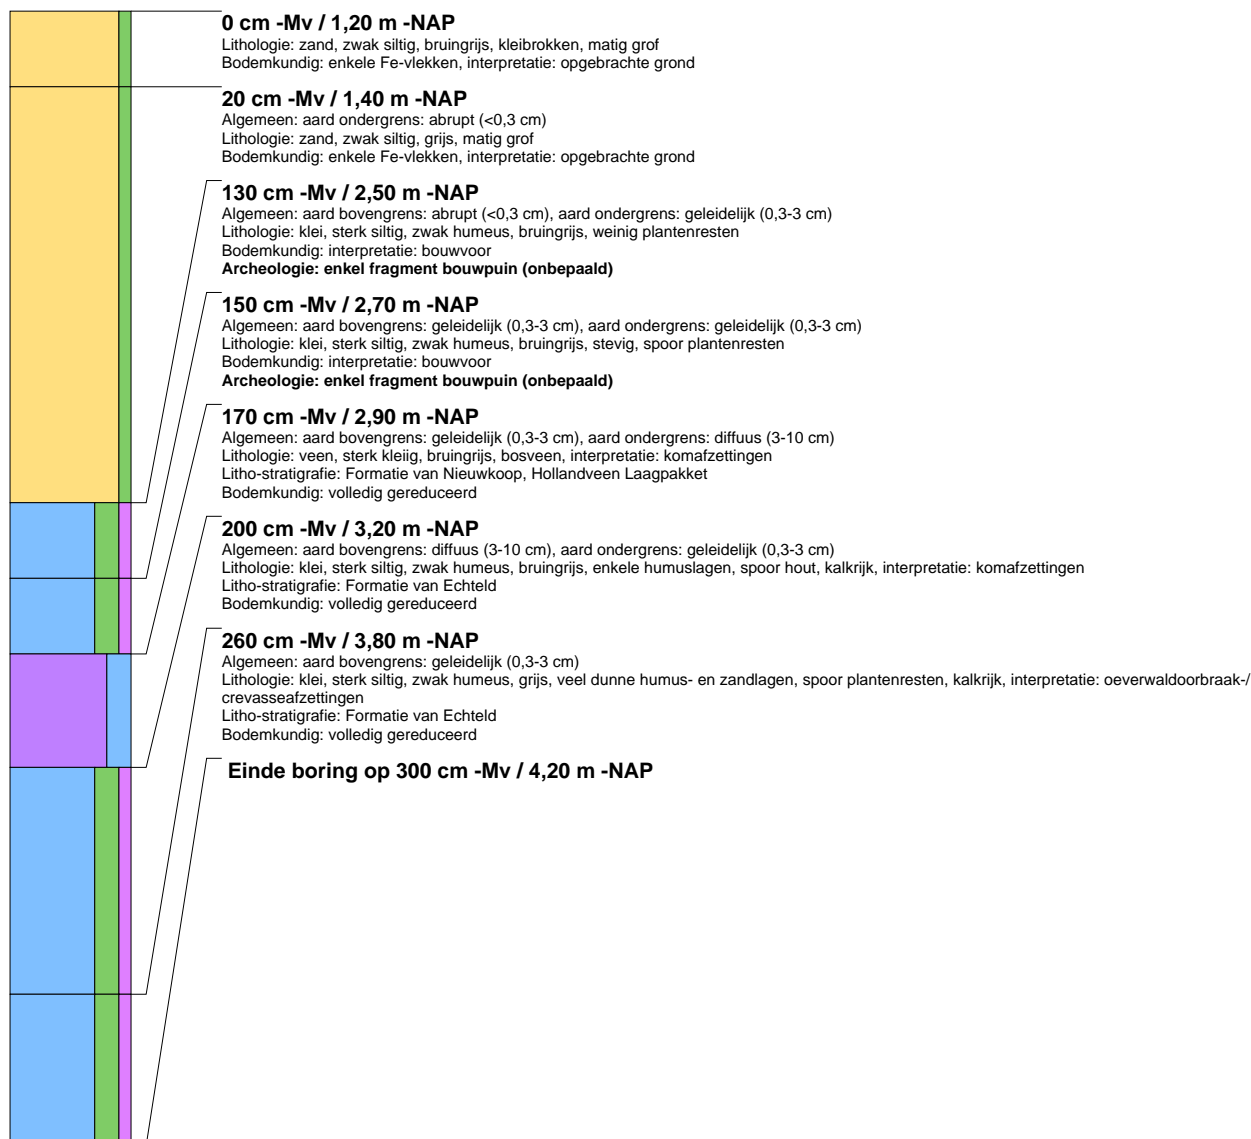 0 cm -Mv / 1,20 m -NAP
Lithologie: zand, zwak siltig, bruingrijs, kleibrokken, matig grof
Bodemkundig: enkele Fe-vlekken, interpretatie: opgebrachte grond
20 cm -Mv / 1,40 m -NAP
Algemeen: aard ondergrens: abrupt (<0,3 cm)
Lithologie: zand, zwak siltig, grijs, matig grof
Bodemkundig: enkele Fe-vlekken, interpretatie: opgebrachte grond
130 cm -Mv / 2,50 m -NAP
Algemeen: aard bovengrens: abrupt (<0,3 cm), aard ondergrens: geleidelijk (0,3-3 cm)
Lithologie: klei, sterk siltig, zwak humeus, bruingrijs, weinig plantenresten
Bodemkundig: interpretatie: bouwvoor
Archeologie: enkel fragment bouwpuin (onbepaald)
150 cm -Mv / 2,70 m -NAP
Algemeen: aard bovengrens: geleidelijk (0,3-3 cm), aard ondergrens: geleidelijk (0,3-3 cm)
Lithologie: klei, sterk siltig, zwak humeus, bruingrijs, stevig, spoor plantenresten
Bodemkundig: interpretatie: bouwvoor
Archeologie: enkel fragment bouwpuin (onbepaald)
170 cm -Mv / 2,90 m -NAP
Algemeen: aard bovengrens: geleidelijk (0,3-3 cm), aard ondergrens: diffuus (3-10 cm)
Lithologie: veen, sterk kleiig, bruingrijs, bosveen, interpretatie: komafzettingen
Litho-stratigrafie: Formatie van Nieuwkoop, Hollandveen Laagpakket
Bodemkundig: volledig gereduceerd
200 cm -Mv / 3,20 m -NAP
Algemeen: aard bovengrens: diffuus (3-10 cm), aard ondergrens: geleidelijk (0,3-3 cm)
Lithologie: klei, sterk siltig, zwak humeus, bruingrijs, enkele humuslagen, spoor hout, kalkrijk, interpretatie: komafzettingen
Litho-stratigrafie: Formatie van Echteld
Bodemkundig: volledig gereduceerd
260 cm -Mv / 3,80 m -NAP
Algemeen: aard bovengrens: geleidelijk (0,3-3 cm)
Lithologie: klei, sterk siltig, zwak humeus, grijs, veel dunne humus- en zandlagen, spoor plantenresten, kalkrijk, interpretatie: oeverwaldoorbraak-/
crevasseafzettingen
Litho-stratigrafie: Formatie van Echteld
Bodemkundig: volledig gereduceerd
Einde boring op 300 cm -Mv / 4,20 m -NAP